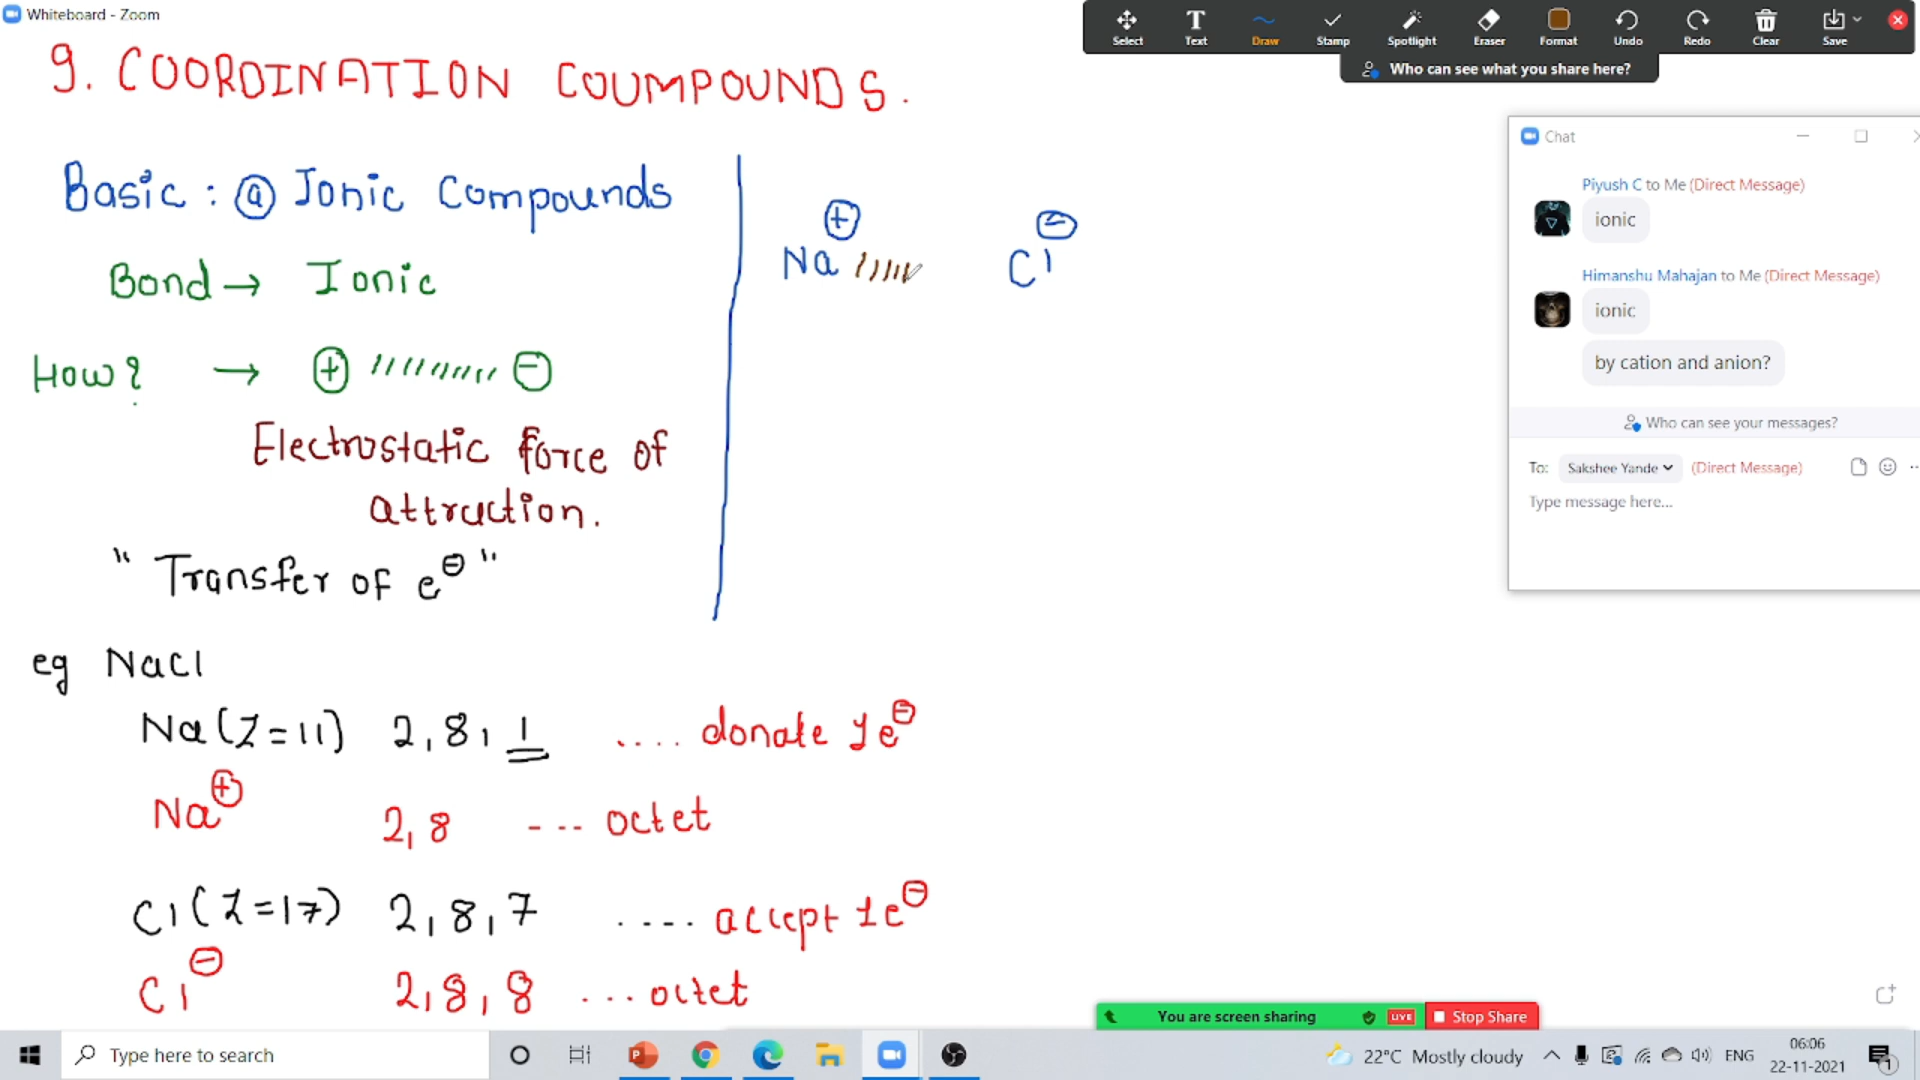 Whiteboard - Zoom
Select Text Draw Stamp Spotlight Eraser Format Undo Redo Clear Save
Who can see what you share here?
9. COORDINATION COUMPOUNDS.
Basic : (a) Ionic Compounds
Bond → Ionic
How? → ⊕ ⊖
Electrostatic force of
attraction.
" Transfer of e⊖ "
Na⊕ Cl⊖
eg NaCl
Na (Z=11) 2,8,1 .... donate 1e⊖
Na⊕ 2,8 --- octet
Cl (Z=17) 2,8,7 .... accept 1e⊖
Cl⊖ 2,8,8 ... octet
Chat
Piyush C to Me (Direct Message)
ionic
Himanshu Mahajan to Me (Direct Message)
ionic
by cation and anion?
Who can see your messages?
To: Sakshee Yande (Direct Message)
Type message here...
You are screen sharing LIVE Stop Share
Type here to search
22°C Mostly cloudy ENG
06:06
22-11-2021
1